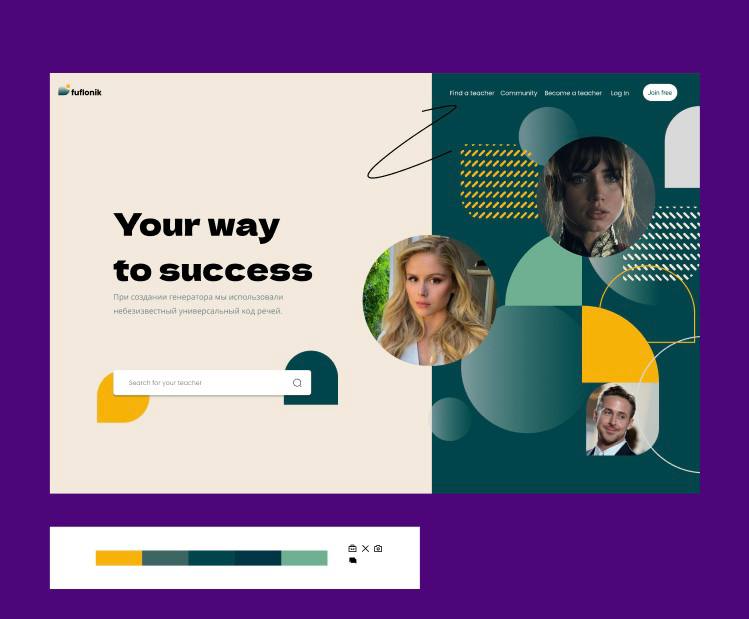 fuflonik
Find a teacher Community Become a teacher Log In Join free
Your way
to success
При создании генератора мы использовали
небезизвестный универсальный код речей.
Search for your teacher